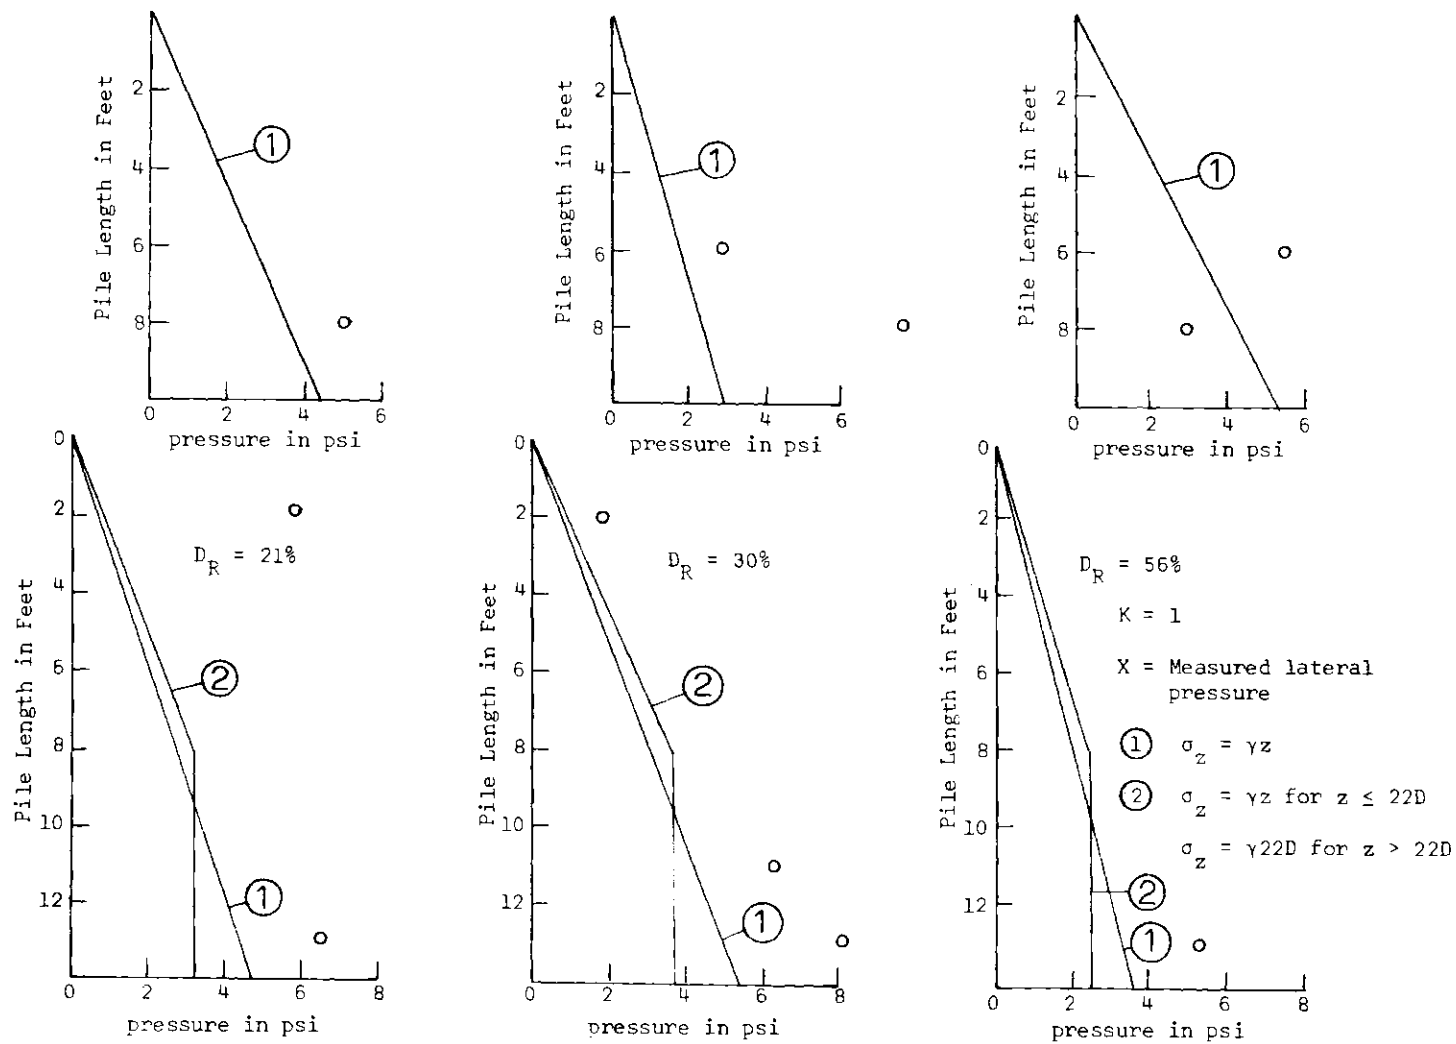 Pile Length in Feet
2
4
6
8
①
0 2 4 6
pressure in psi
Pile Length in Feet
2
4
6
8
①
0 2 4 6
pressure in psi
Pile Length in Feet
2
4
6
8
①
0 2 4 6
pressure in psi
Pile Length in Feet
0
2
4
6
8
10
12
D_R = 21%
②
①
0 2 4 6 8
pressure in psi
Pile Length in Feet
0
2
4
6
8
10
12
D_R = 30%
②
①
0 2 4 6 8
pressure in psi
Pile Length in Feet
0
2
4
6
8
10
12
D_R = 56%
K = 1
X = Measured lateral
pressure
① σ_z = γz
② σ_z = γz for z ≤ 22D
σ_z = γ22D for z > 22D
②
①
0 2 4 6 8
pressure in psi